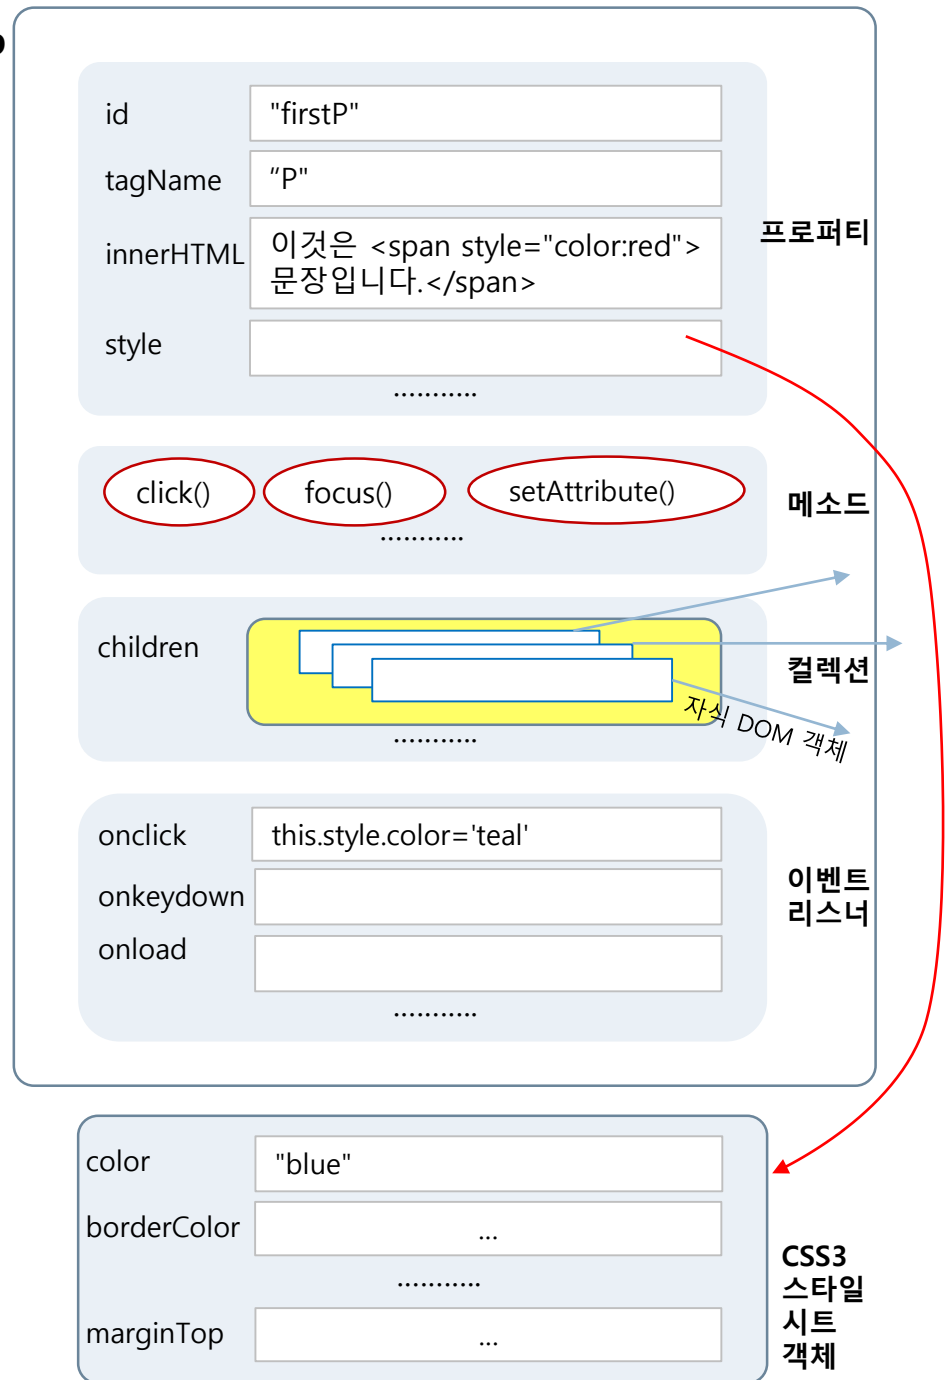 id
"firstP"
tagName
“P"
innerHTML
이것은 <span style="color:red">
문장입니다.</span>
style
...........
프로퍼티
click()
focus()
setAttribute()
...........
메소드
children
...........
컬렉션
자식 DOM 객체
onclick
this.style.color='teal'
onkeydown
onload
...........
이벤트
리스너
color
"blue"
borderColor
...
...........
marginTop
...
CSS3
스타일
시트
객체